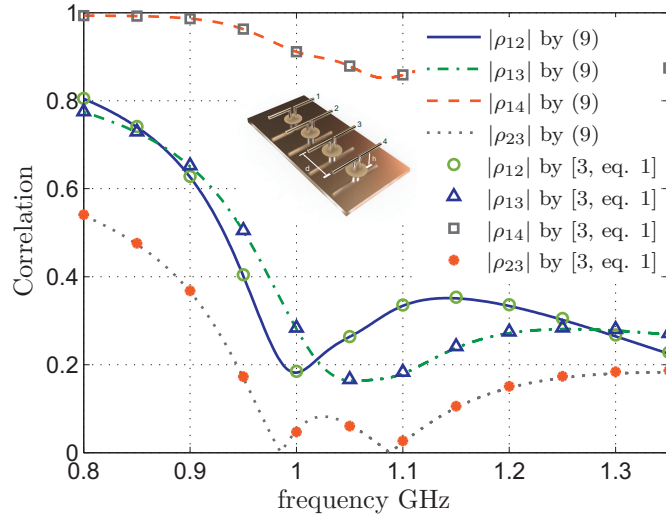 1
0.8
0.6
0.4
0.2
0
Correlation
0.8
0.9
1
1.1
1.2
1.3
frequency GHz
|ρ12| by (9)
|ρ13| by (9)
|ρ14| by (9)
|ρ23| by (9)
|ρ12| by [3, eq. 1]
|ρ13| by [3, eq. 1]
|ρ14| by [3, eq. 1]
|ρ23| by [3, eq. 1]
1
2
3
4
d
h